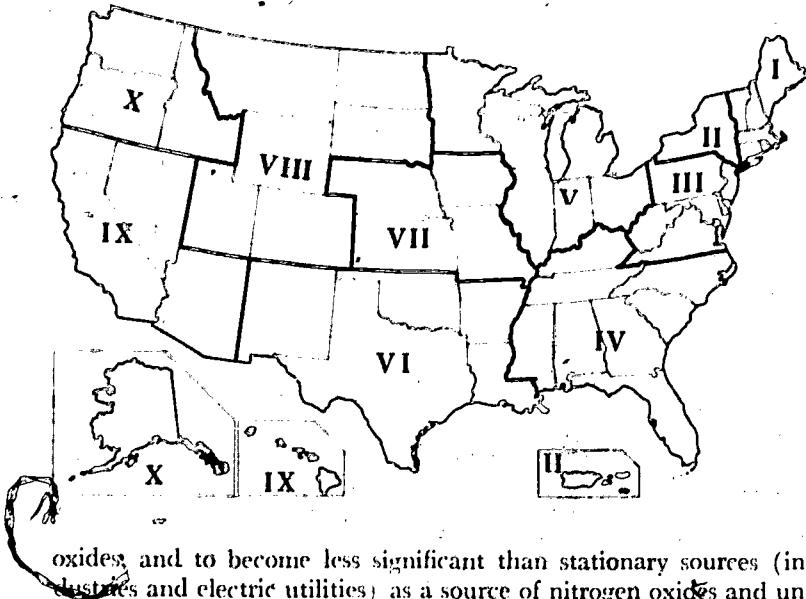 I
X
II
VIII
III
V
IX
VII
IV
VI
II
X
IX
oxides, and to become less significant than stationary sources (in
dustries and electric utilities) as a source of nitrogen oxides and un